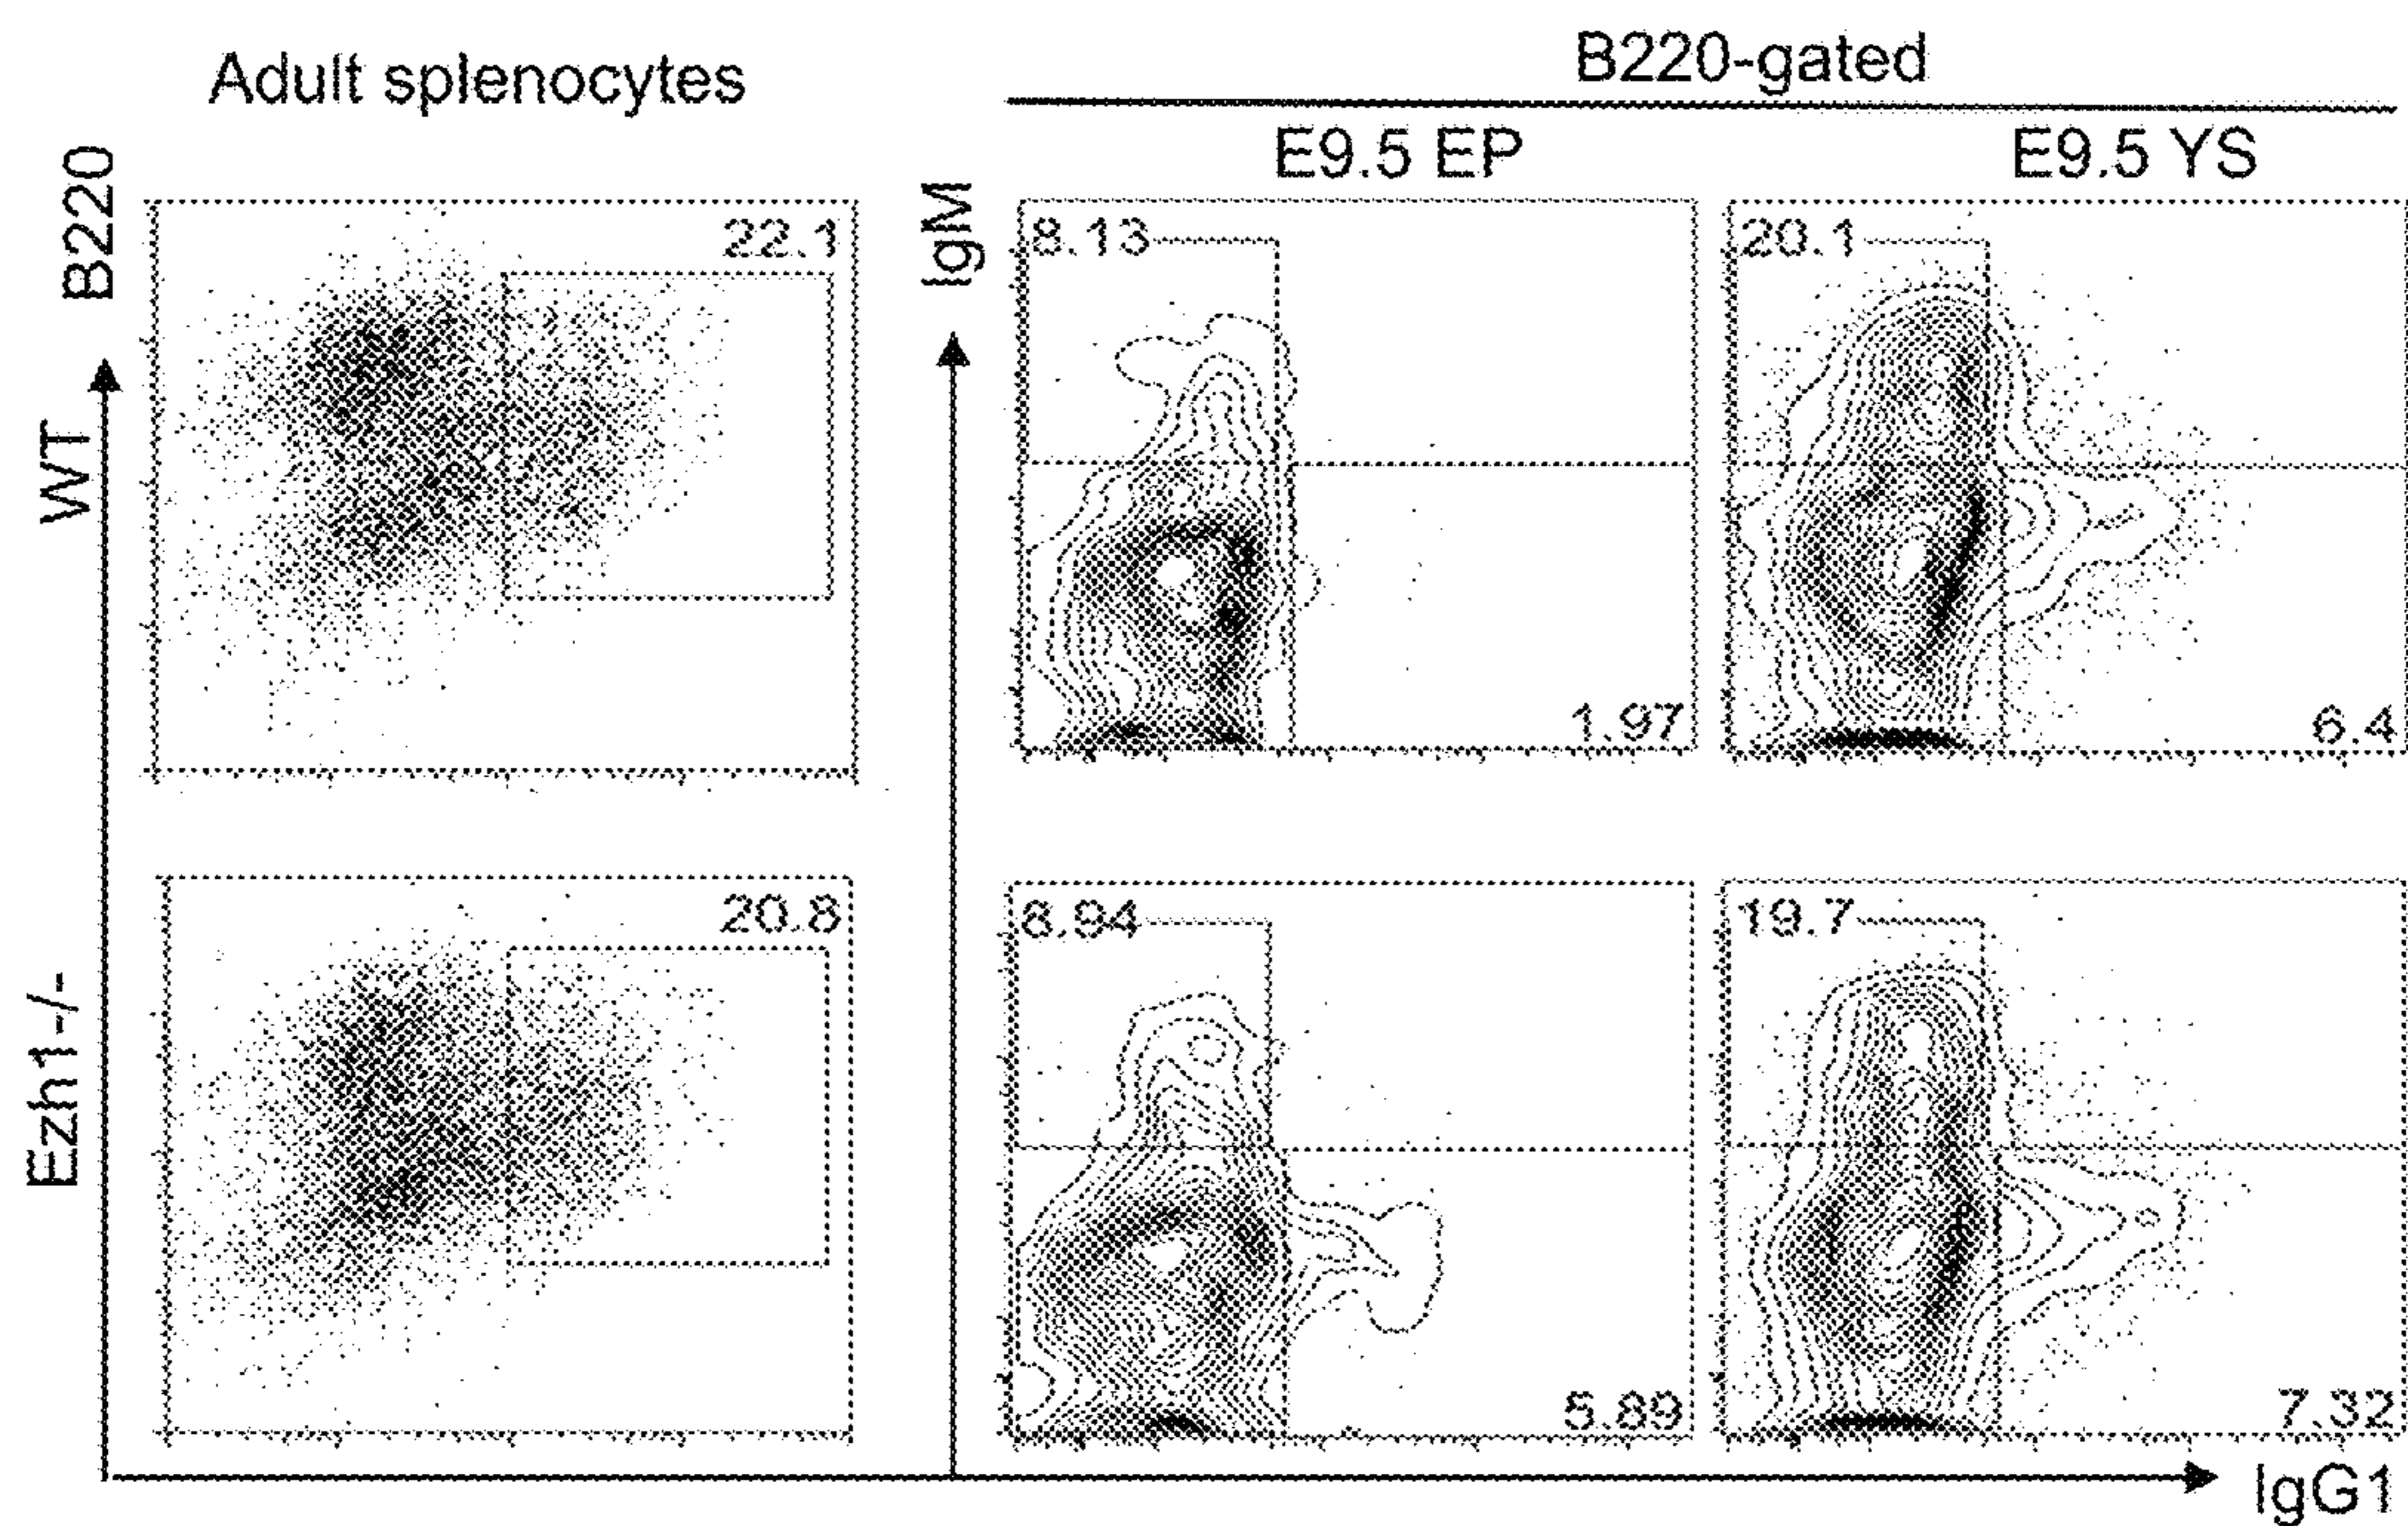 Adult splenocytes
B220-gated
E9.5 EP
E9.5 YS
B220
WT
22.1
IgM
8.13
20.1
1.97
6.4
Ezh1-/-
20.8
8.94
19.7
5.89
7.32
IgG1